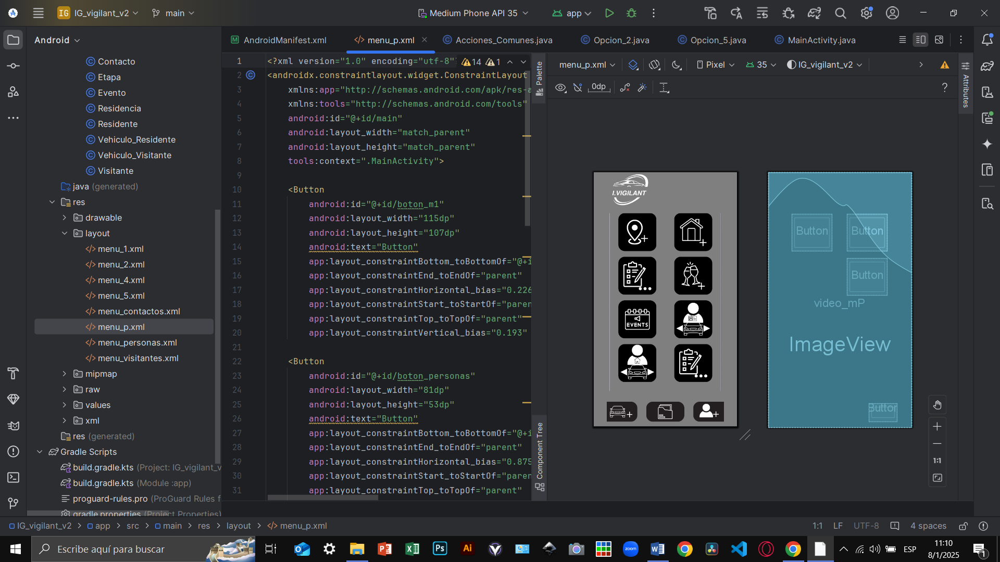 IG
IG_vigilant_v2
main
Medium Phone API 35
app
Android
AndroidManifest.xml
menu_p.xml
Acciones_Comunes.java
Opcion_2.java
Opcion_5.java
MainActivity.java
Contacto
Etapa
Evento
Residencia
Residente
Vehiculo_Residente
Vehiculo_Visitante
Visitante
java (generated)
res
drawable
layout
menu_1.xml
menu_2.xml
menu_4.xml
menu_5.xml
menu_contactos.xml
menu_p.xml
menu_personas.xml
menu_visitantes.xml
mipmap
raw
values
xml
res (generated)
Gradle Scripts
build.gradle.kts (Project: IG_vigilant_v
build.gradle.kts (Module :app)
proguard-rules.pro (ProGuard Rules f
gradle.properties (Project Properties)
1 <?xml version="1.0" encoding="utf-8"?
14 1
2 <androidx.constraintlayout.widget.ConstraintLayout
3 xmlns:app="http://schemas.android.com/apk/res-a
4 xmlns:tools="http://schemas.android.com/tools"
5 android:id="@+id/main"
6 android:layout_width="match_parent"
7 android:layout_height="match_parent"
8 tools:context=".MainActivity">
9
10 <Button
11 android:id="@+id/boton_m1"
12 android:layout_width="115dp"
13 android:layout_height="107dp"
14 android:text="Button"
15 app:layout_constraintBottom_toBottomOf="@+i
16 app:layout_constraintEnd_toEndOf="parent"
17 app:layout_constraintHorizontal_bias="0.226
18 app:layout_constraintStart_toStartOf="paren
19 app:layout_constraintTop_toTopOf="parent"
20 app:layout_constraintVertical_bias="0.193"
21
22 <Button
23 android:id="@+id/boton_personas"
24 android:layout_width="81dp"
25 android:layout_height="53dp"
26 android:text="Button"
27 app:layout_constraintBottom_toBottomOf="@+i
28 app:layout_constraintEnd_toEndOf="parent"
29 app:layout_constraintHorizontal_bias="0.875
30 app:layout_constraintStart_toStartOf="paren
31 app:layout_constraintTop_toTopOf="parent"
Palette
Component Tree
menu_p.xml
Pixel
35
IG_vigilant_v2
0dp
?
Attributes
I.VIGILANT
EVENTS
Button
Button
Button
video_mP
ImageView
Button
1:1
IG_vigilant_v2 > app > src > main > res > layout > menu_p.xml
1:1 LF UTF-8 4 spaces
Escribe aquí para buscar
Ps
Ai
zoom
ESP
11:10
8/1/2025
1